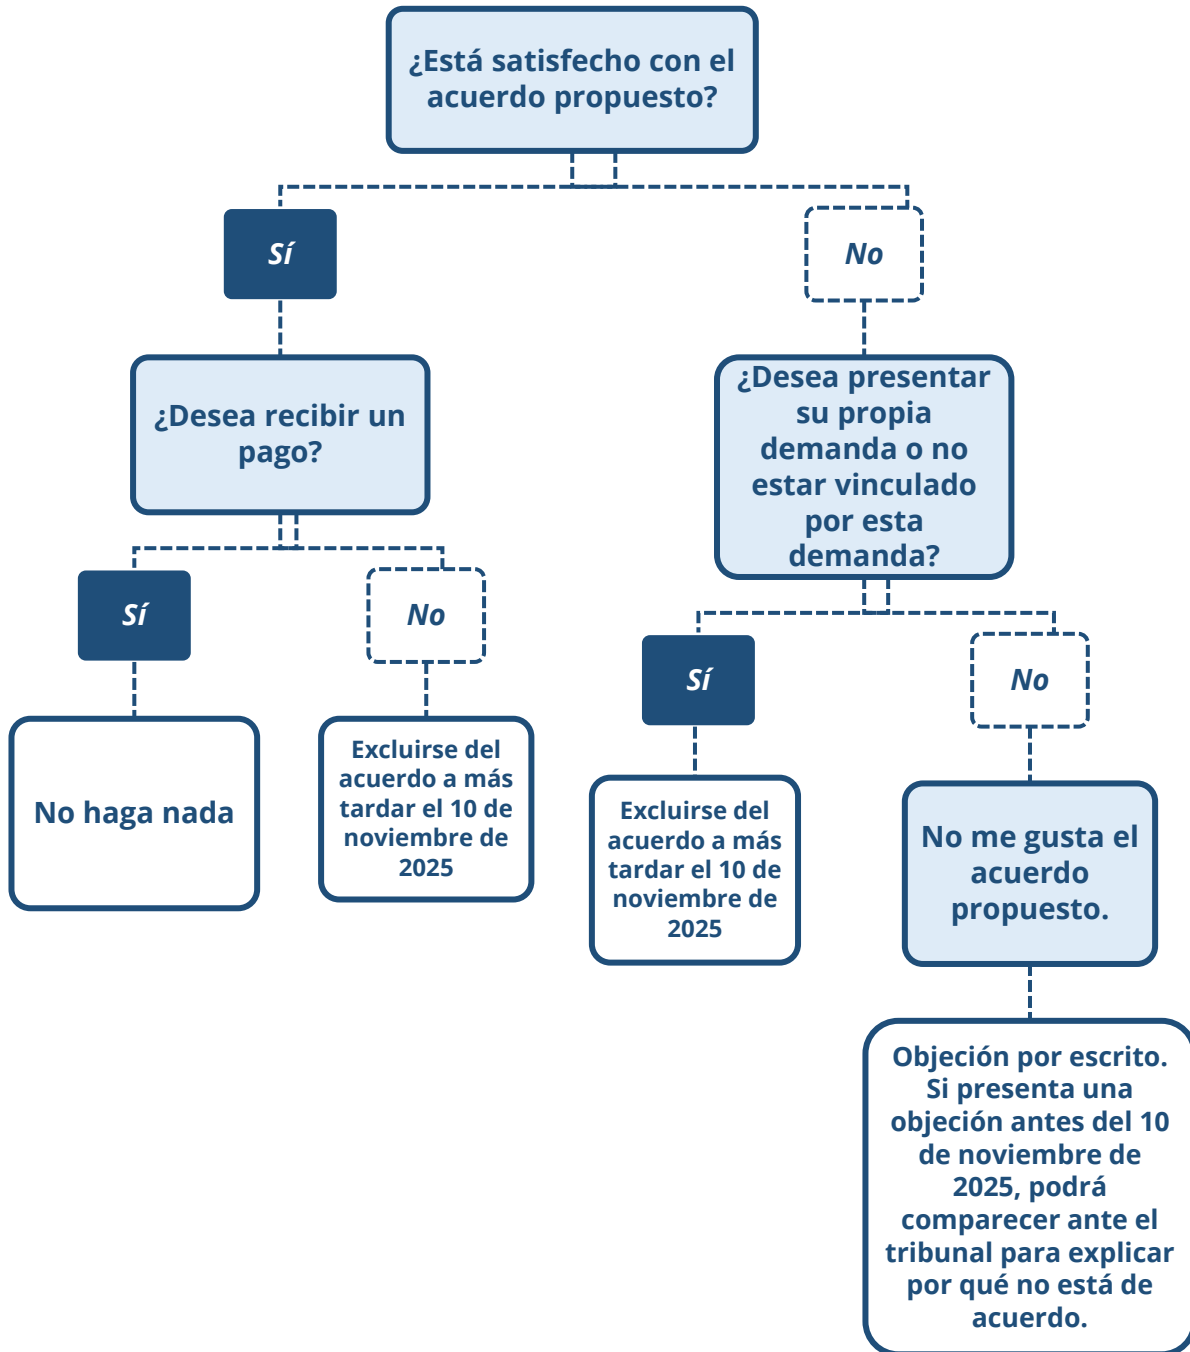 ¿Está satisfecho con el
acuerdo propuesto?
Sí
No
¿Desea recibir un
pago?
¿Desea presentar
su propia
demanda o no
estar vinculado
por esta
demanda?
Sí
No
Sí
No
No haga nada
Excluirse del
acuerdo a más
tardar el 10 de
noviembre de
2025
Excluirse del
acuerdo a más
tardar el 10 de
noviembre de
2025
No me gusta el
acuerdo
propuesto.
Objeción por escrito.
Si presenta una
objeción antes del 10
de noviembre de
2025, podrá
comparecer ante el
tribunal para explicar
por qué no está de
acuerdo.